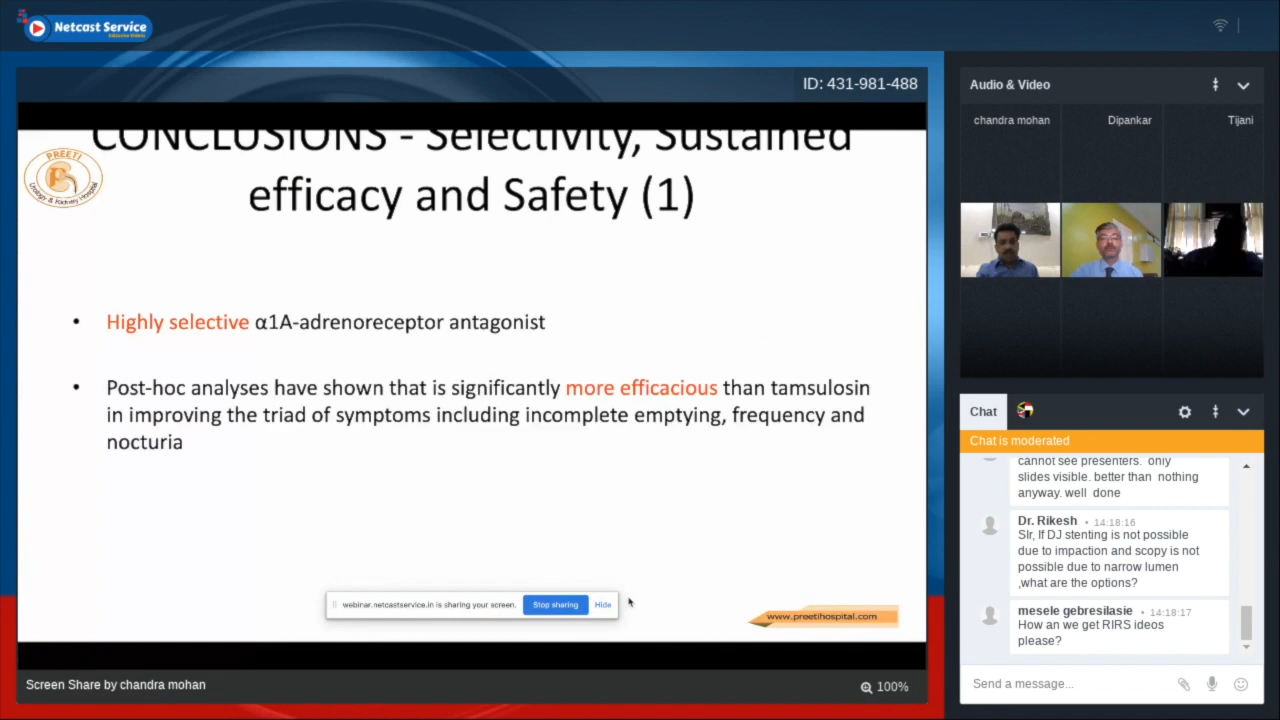 Netcast Service
ID: 431-981-488
CONCLUSIONS - Selectivity, Sustained
efficacy and Safety (1)
PREETI
Urology & Kidney Hospital
• Highly selective α1A-adrenoreceptor antagonist
• Post-hoc analyses have shown that is significantly more efficacious than tamsulosin
in improving the triad of symptoms including incomplete emptying, frequency and
nocturia
webinar.netcastservice.in is sharing your screen. Stop sharing Hide
www.preetihospital.com
Screen Share by chandra mohan
100%
Audio & Video
chandra mohan Dipankar Tijani
Chat
Chat is moderated
cannot see presenters. only
slides visible. better than nothing
anyway. well done
Dr. Rikesh • 14:18:16
SIr, If DJ stenting is not possible
due to impaction and scopy is not
possible due to narrow lumen
,what are the options?
mesele gebresilasie • 14:18:17
How an we get RIRS ideos
please?
Send a message...